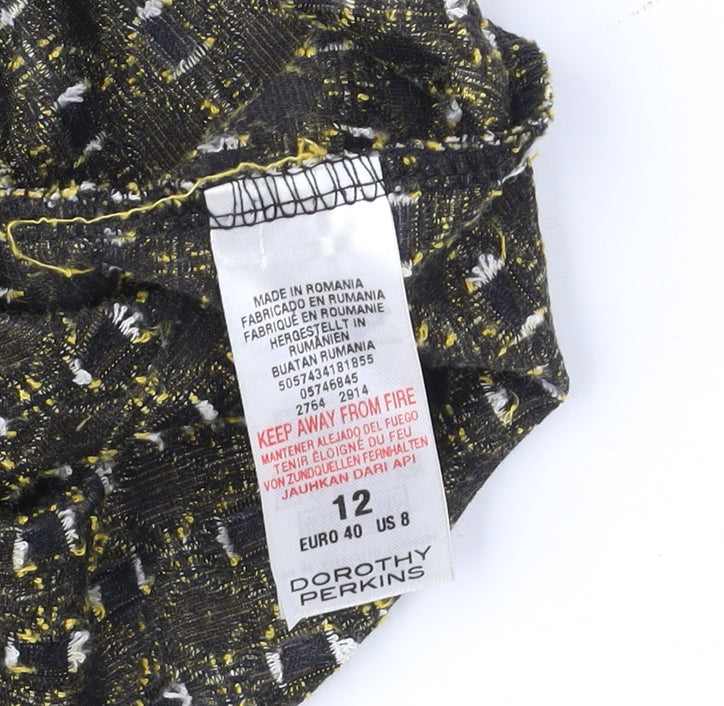 MADE IN ROMANIA
FABRICADO EN RUMANIA
FABRIQUÉ EN ROUMANIE
HERGESTELLT IN
RUMÄNIEN
BUATAN RUMANIA
5057434181855
05746845
2764 2914
KEEP AWAY FROM FIRE
MANTENER ALEJADO DEL FUEGO
TENIR ÉLOIGNÉ DU FEU
VON ZUNDQUELLEN FERNHALTEN
JAUHKAN DARI API
12
EURO 40 US 8
DOROTHY
PERKINS